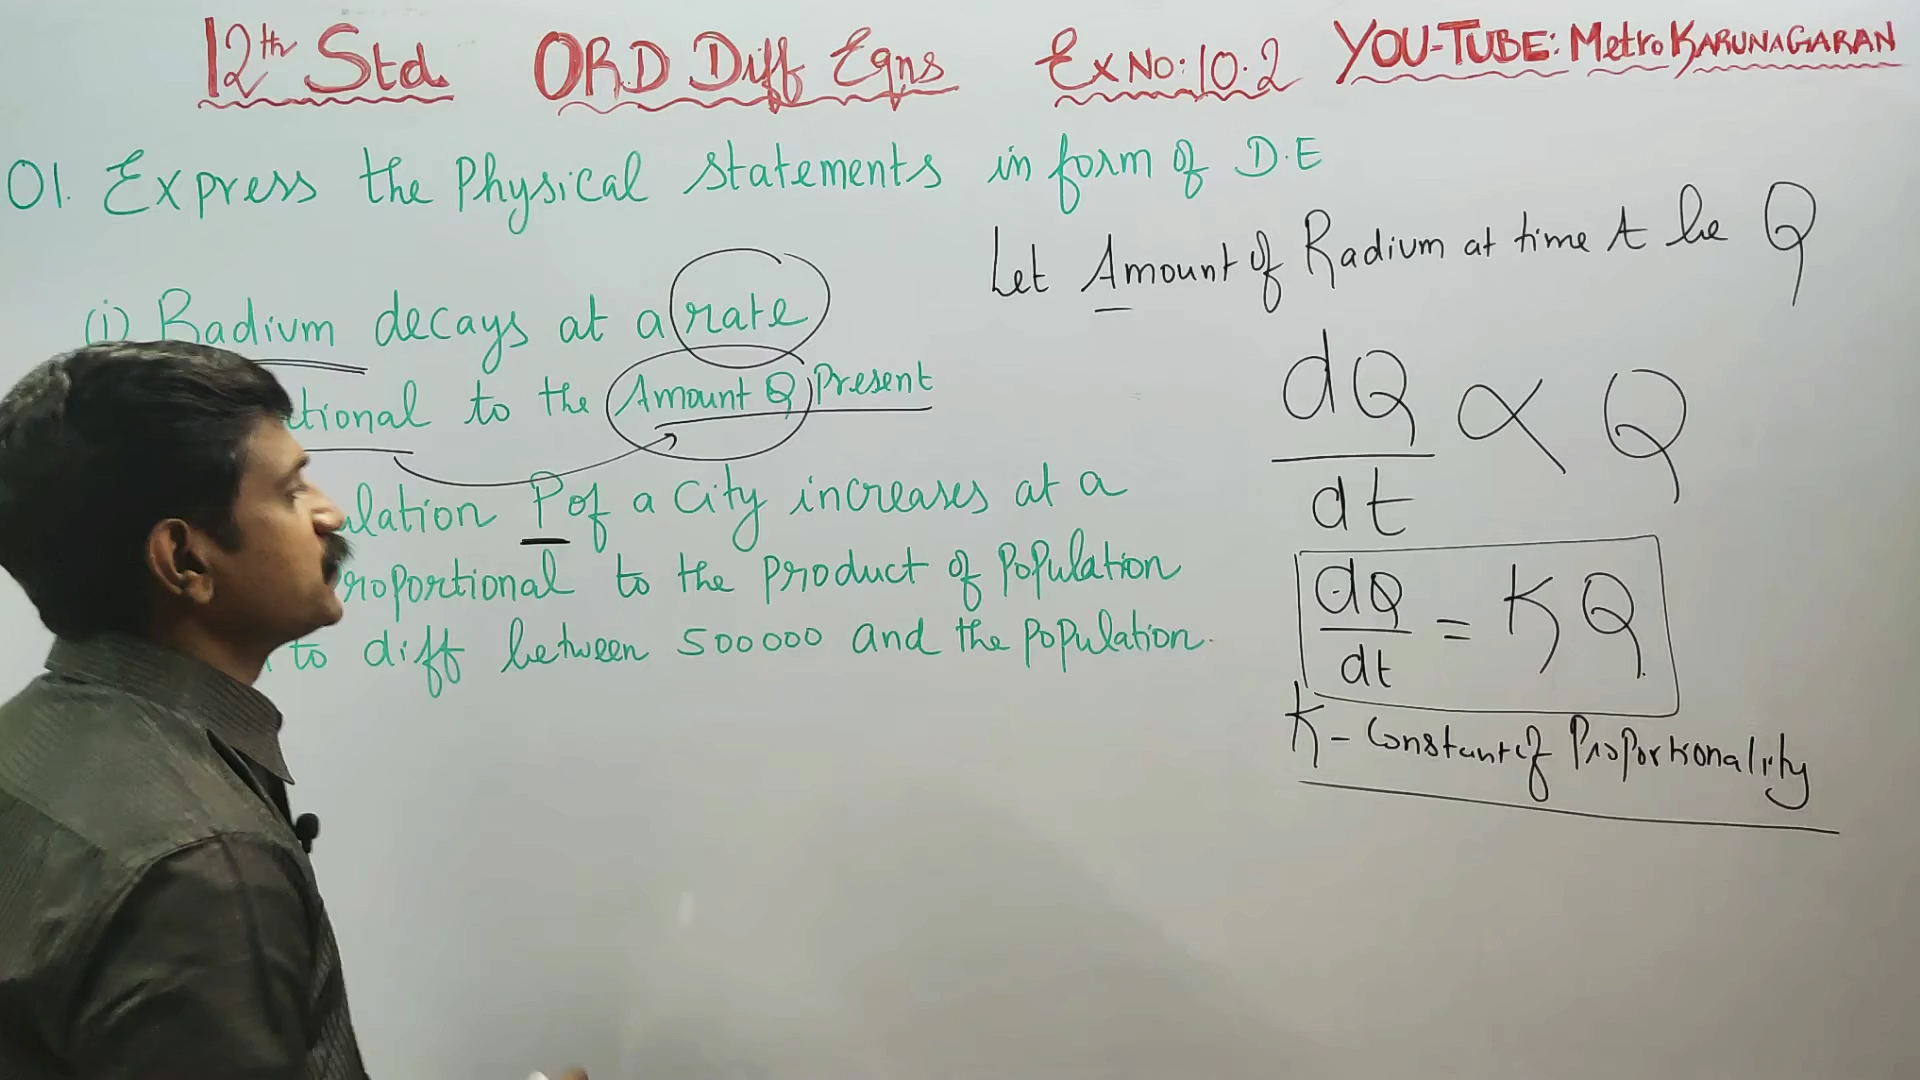 12th Std ORD Diff Eqns Ex No: 10.2 YOU-TUBE: Metro KARUNAGARAN
01. Express the Physical statements in form of D.E
Let Amount of Radium at time t be Q
(i) Radium decays at a rate
tional to the Amount Q Present
dQ/dt ∝ Q
ulation P of a City increases at a
roportional to the product of Population
to diff between 500000 and the Population.
dQ/dt = KQ
K - Constant of Proportionality